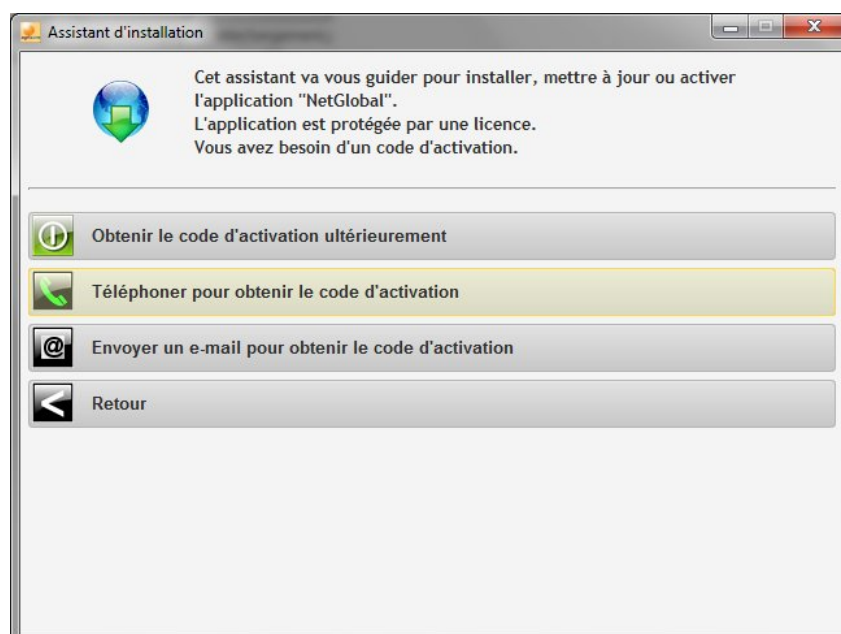 Assistant d'installation
Cet assistant va vous guider pour installer, mettre à jour ou activer
l'application "NetGlobal".
L'application est protégée par une licence.
Vous avez besoin d'un code d'activation.
Obtenir le code d'activation ultérieurement
Téléphoner pour obtenir le code d'activation
@ Envoyer un e-mail pour obtenir le code d'activation
Retour